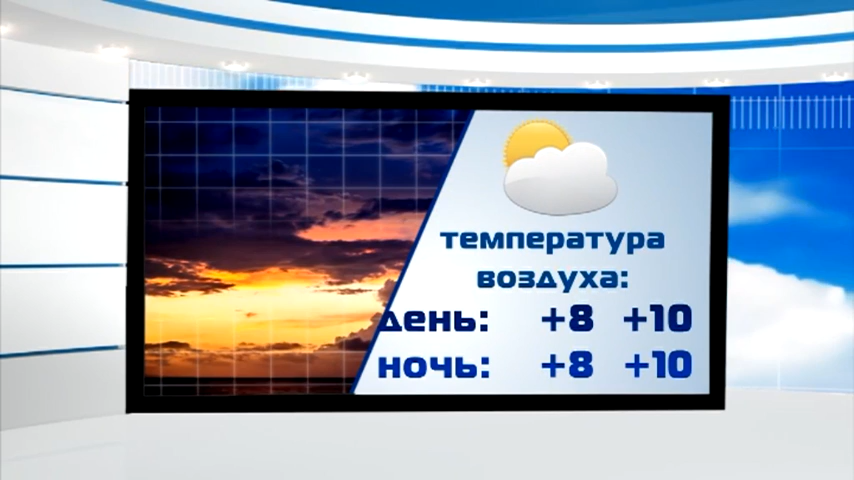 температура
воздуха:
день: +8 +10
ночь: +8 +10